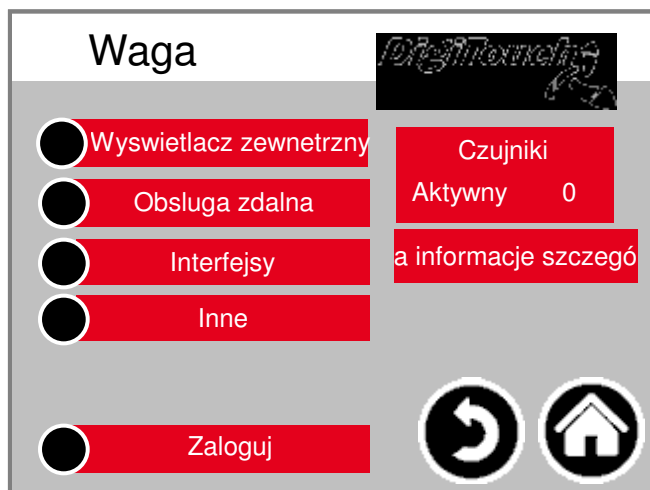 Waga
DigiTouch
Wyswietlacz zewnetrzny
Obsluga zdalna
Interfejsy
Inne
Zaloguj
Czujniki
Aktywny 0
a informacje szczegó